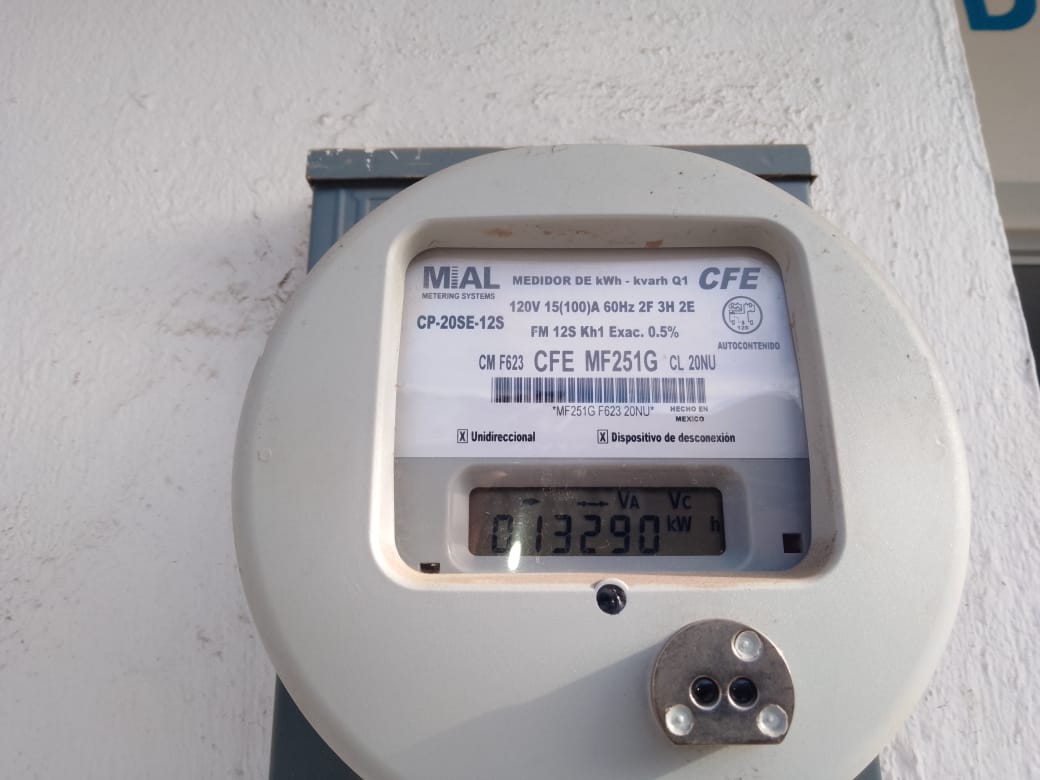 MIAL
METERING SYSTEMS
MEDIDOR DE kWh - kvarh Q1
CFE
120V 15(100)A 60Hz 2F 3H 2E
CP-20SE-12S
FM 12S Kh1 Exac. 0.5%
12S
AUTOCONTENIDO
CM F623 CFE MF251G CL 20NU
*MF251G F623 20NU*
HECHO EN
MEXICO
X Unidireccional
X Dispositivo de desconexión
VA VC
013290 kW h